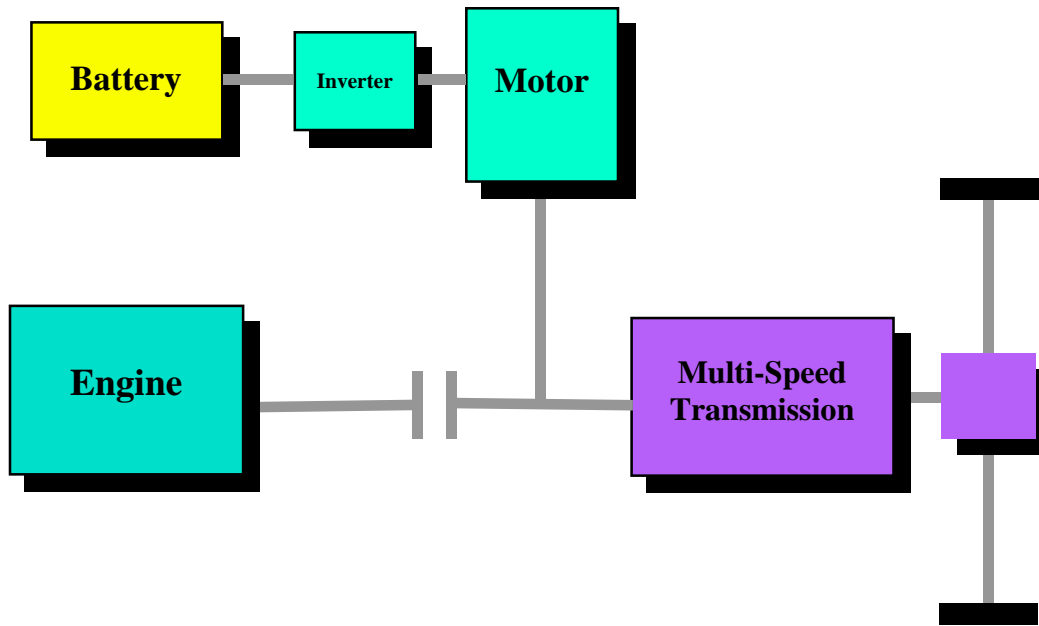 Battery
Inverter
Motor
Engine
Multi-Speed
Transmission